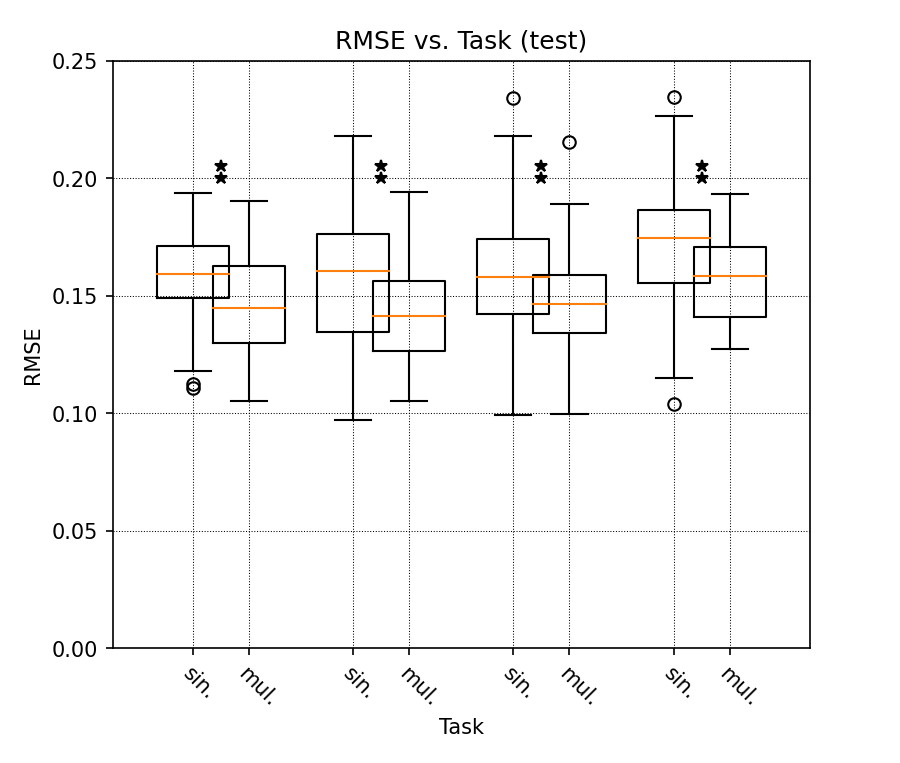 RMSE vs. Task (test)
0.25
0.20
0.15
0.10
0.05
0.00
RMSE
sin. mul. sin. mul. sin. mul. sin. mul.
Task